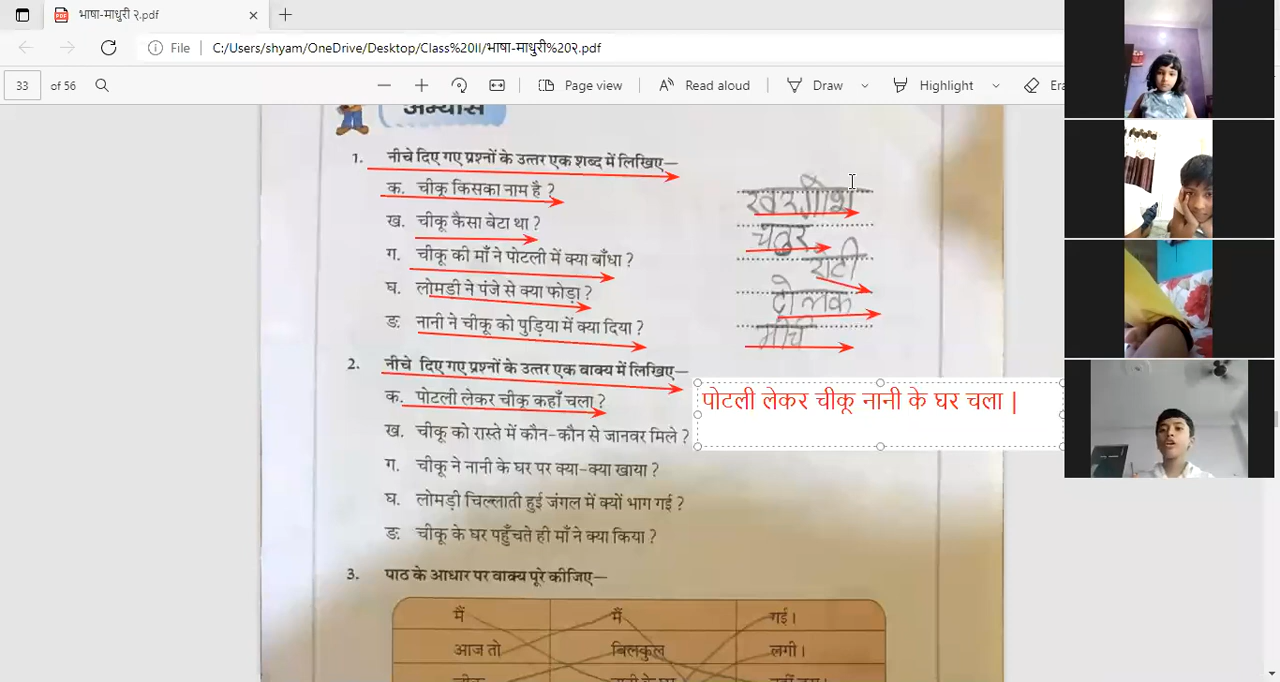 भाषा-माधुरी २.pdf
File C:/Users/shyam/OneDrive/Desktop/Class%20II/भाषा-माधुरी%20२.pdf
33 of 56 Page view Read aloud Draw Highlight Era
अभ्यास
1. नीचे दिए गए प्रश्नों के उत्तर एक शब्द में लिखिए—
क. चीकू किसका नाम है ? खरगोश
ख. चीकू कैसा बेटा था ? चतुर
ग. चीकू की माँ ने पोटली में क्या बाँधा ? रोटी
घ. लोमड़ी ने पंजे से क्या फोड़ा ? ढोलक
ङ. नानी ने चीकू को पुड़िया में क्या दिया ? मीर्च
2. नीचे दिए गए प्रश्नों के उत्तर एक वाक्य में लिखिए—
क. पोटली लेकर चीकू कहाँ चला ? पोटली लेकर चीकू नानी के घर चला |
ख. चीकू को रास्ते में कौन-कौन से जानवर मिले ?
ग. चीकू ने नानी के घर पर क्या-क्या खाया ?
घ. लोमड़ी चिल्लाती हुई जंगल में क्यों भाग गई ?
ङ. चीकू के घर पहुँचते ही माँ ने क्या किया ?
3. पाठ के आधार पर वाक्य पूरे कीजिए—
मैं मैं गई।
आज तो बिलकुल लगी।